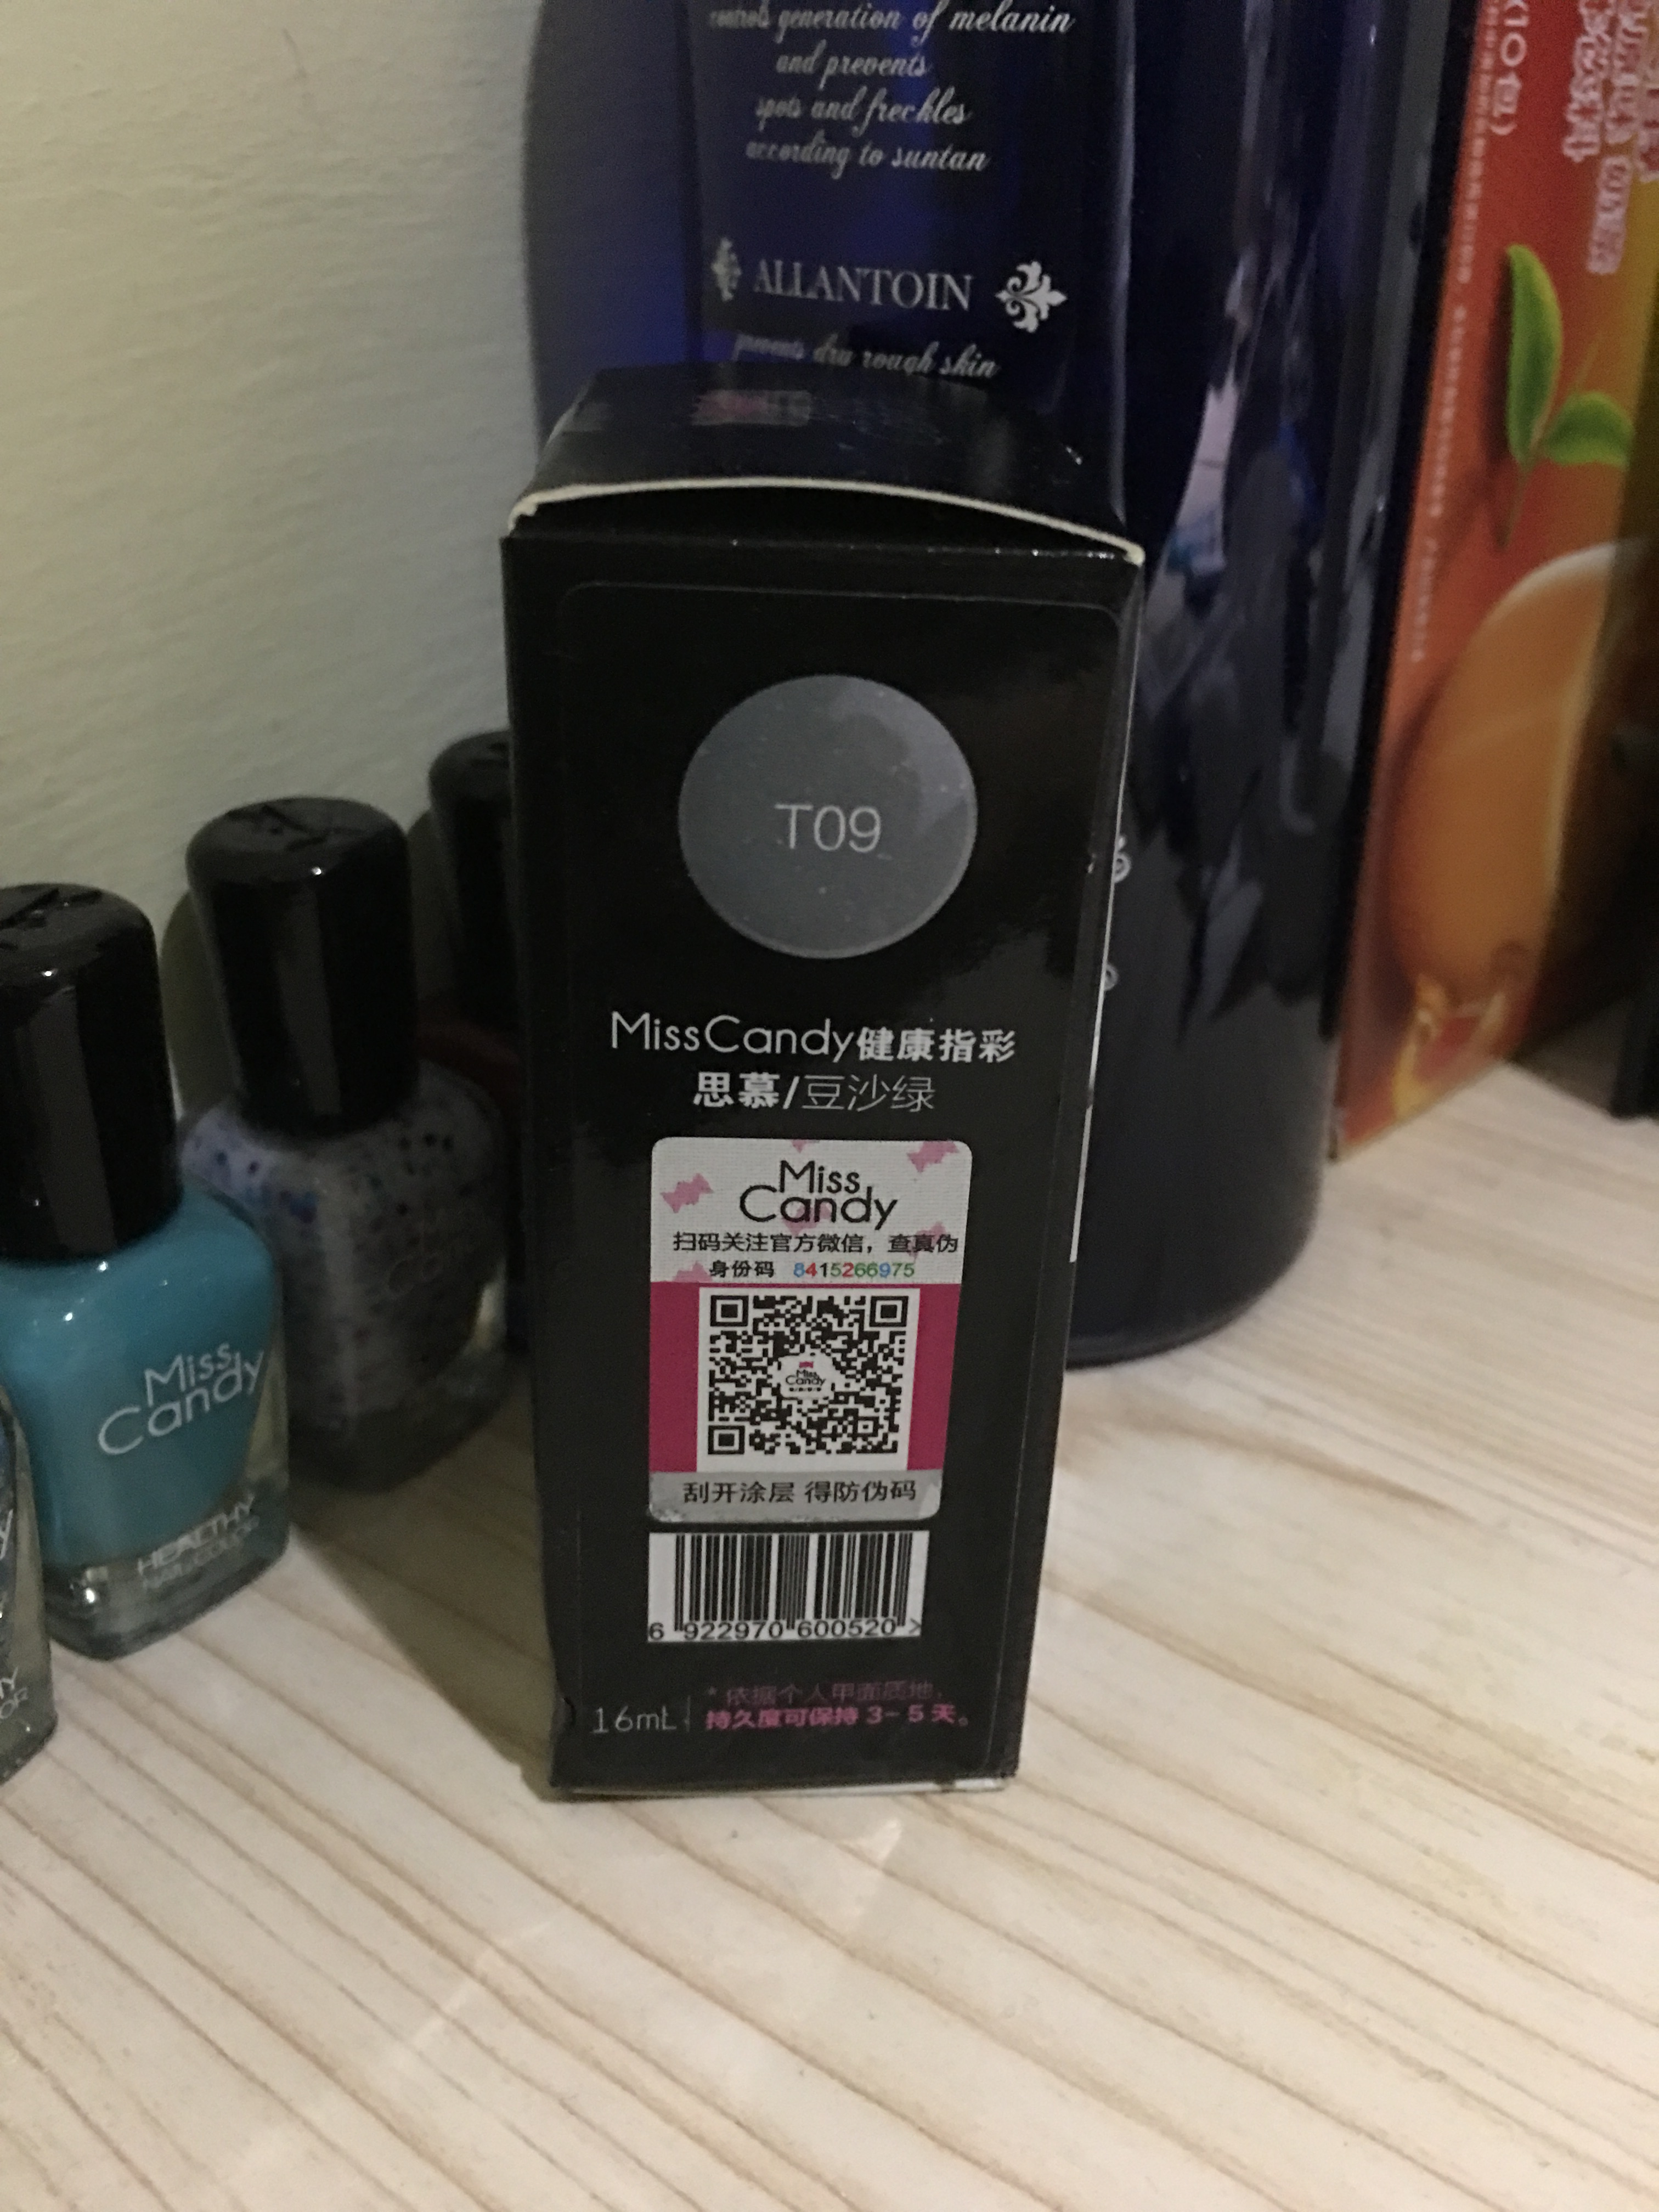 generation of melanin
and prevents
spots and freckles
according to suntan
ALLANTOIN
prevents dry rough skin
T09
MissCandy健康指彩
思慕/豆沙绿
Miss
Candy
扫码关注官方微信，查真伪
身份码 8415266975
Miss
Candy
刮开涂层 得防伪码
6 922970 600520 >
16mL
*依据个人甲面质地，
持久度可保持 3-5 天。
Miss
Candy
HEALTHY
NAIL COLOR